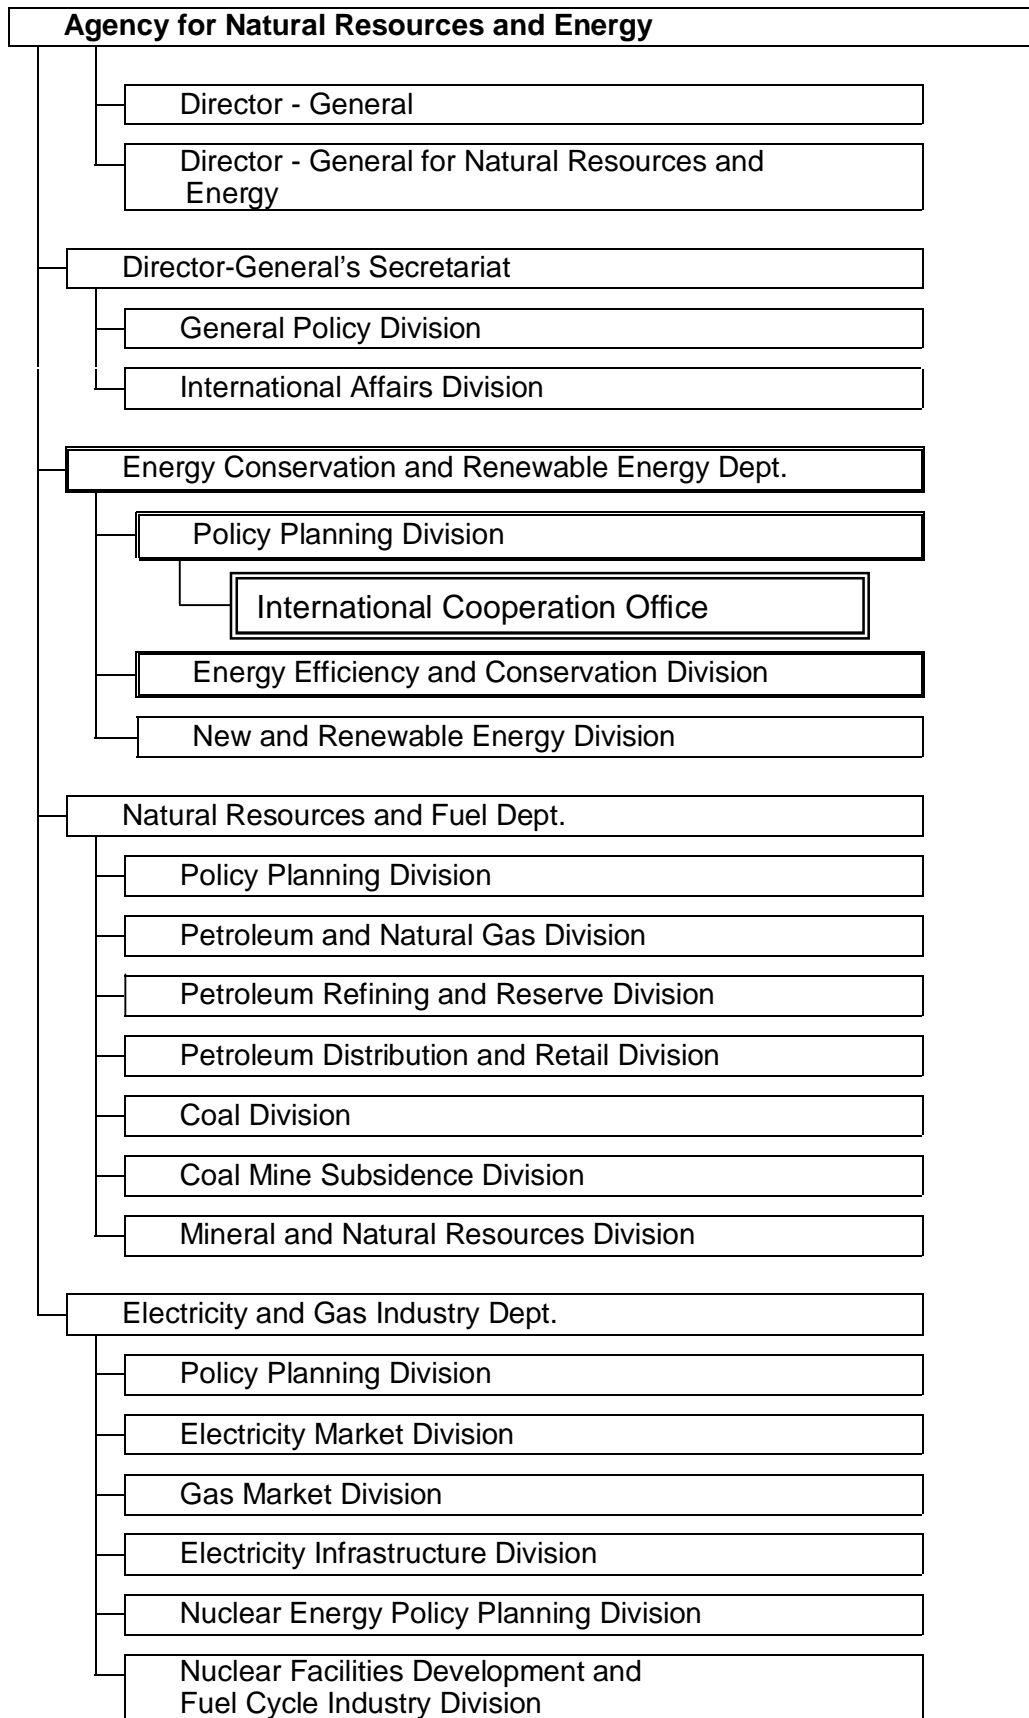 Agency for Natural Resources and Energy
Director - General
Director - General for Natural Resources and
Energy
Director-General’s Secretariat
General Policy Division
International Affairs Division
Energy Conservation and Renewable Energy Dept.
Policy Planning Division
International Cooperation Office
Energy Efficiency and Conservation Division
New and Renewable Energy Division
Natural Resources and Fuel Dept.
Policy Planning Division
Petroleum and Natural Gas Division
Petroleum Refining and Reserve Division
Petroleum Distribution and Retail Division
Coal Division
Coal Mine Subsidence Division
Mineral and Natural Resources Division
Electricity and Gas Industry Dept.
Policy Planning Division
Electricity Market Division
Gas Market Division
Electricity Infrastructure Division
Nuclear Energy Policy Planning Division
Nuclear Facilities Development and
Fuel Cycle Industry Division